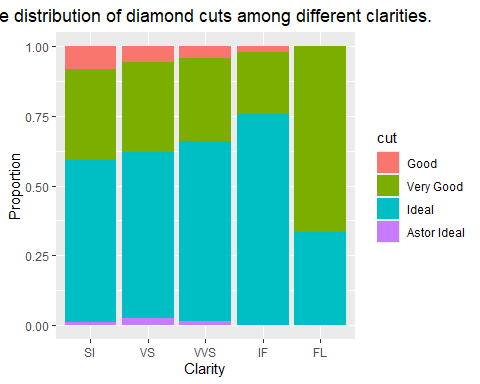 e distribution of diamond cuts among different clarities.
1.00
0.75
0.50
0.25
0.00
Proportion
SI VS VVS IF FL
Clarity
cut
Good
Very Good
Ideal
Astor Ideal